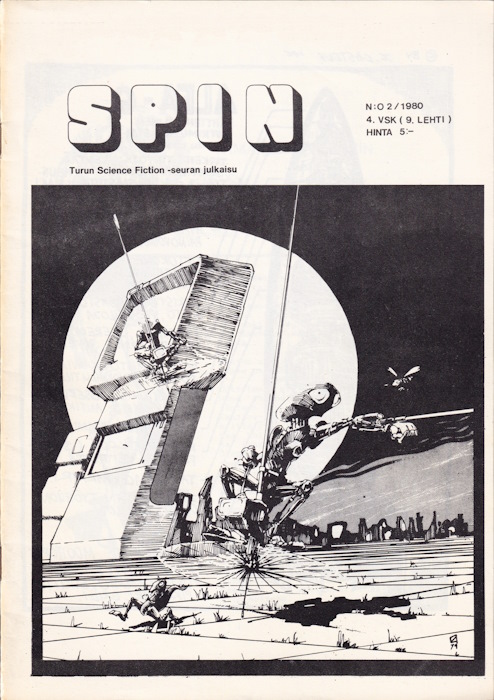 SPIN
N:O 2/1980
4. VSK ( 9. LEHTI )
HINTA 5:-
Turun Science Fiction -seuran julkaisu